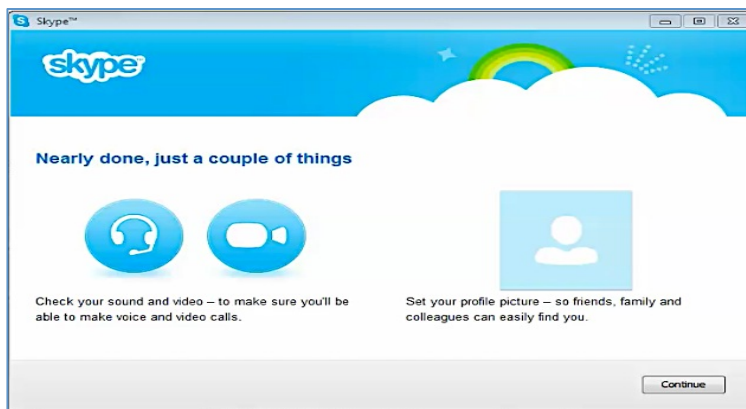 Skype™
skype
Nearly done, just a couple of things
Check your sound and video – to make sure you'll be
able to make voice and video calls.
Set your profile picture – so friends, family and
colleagues can easily find you.
Continue